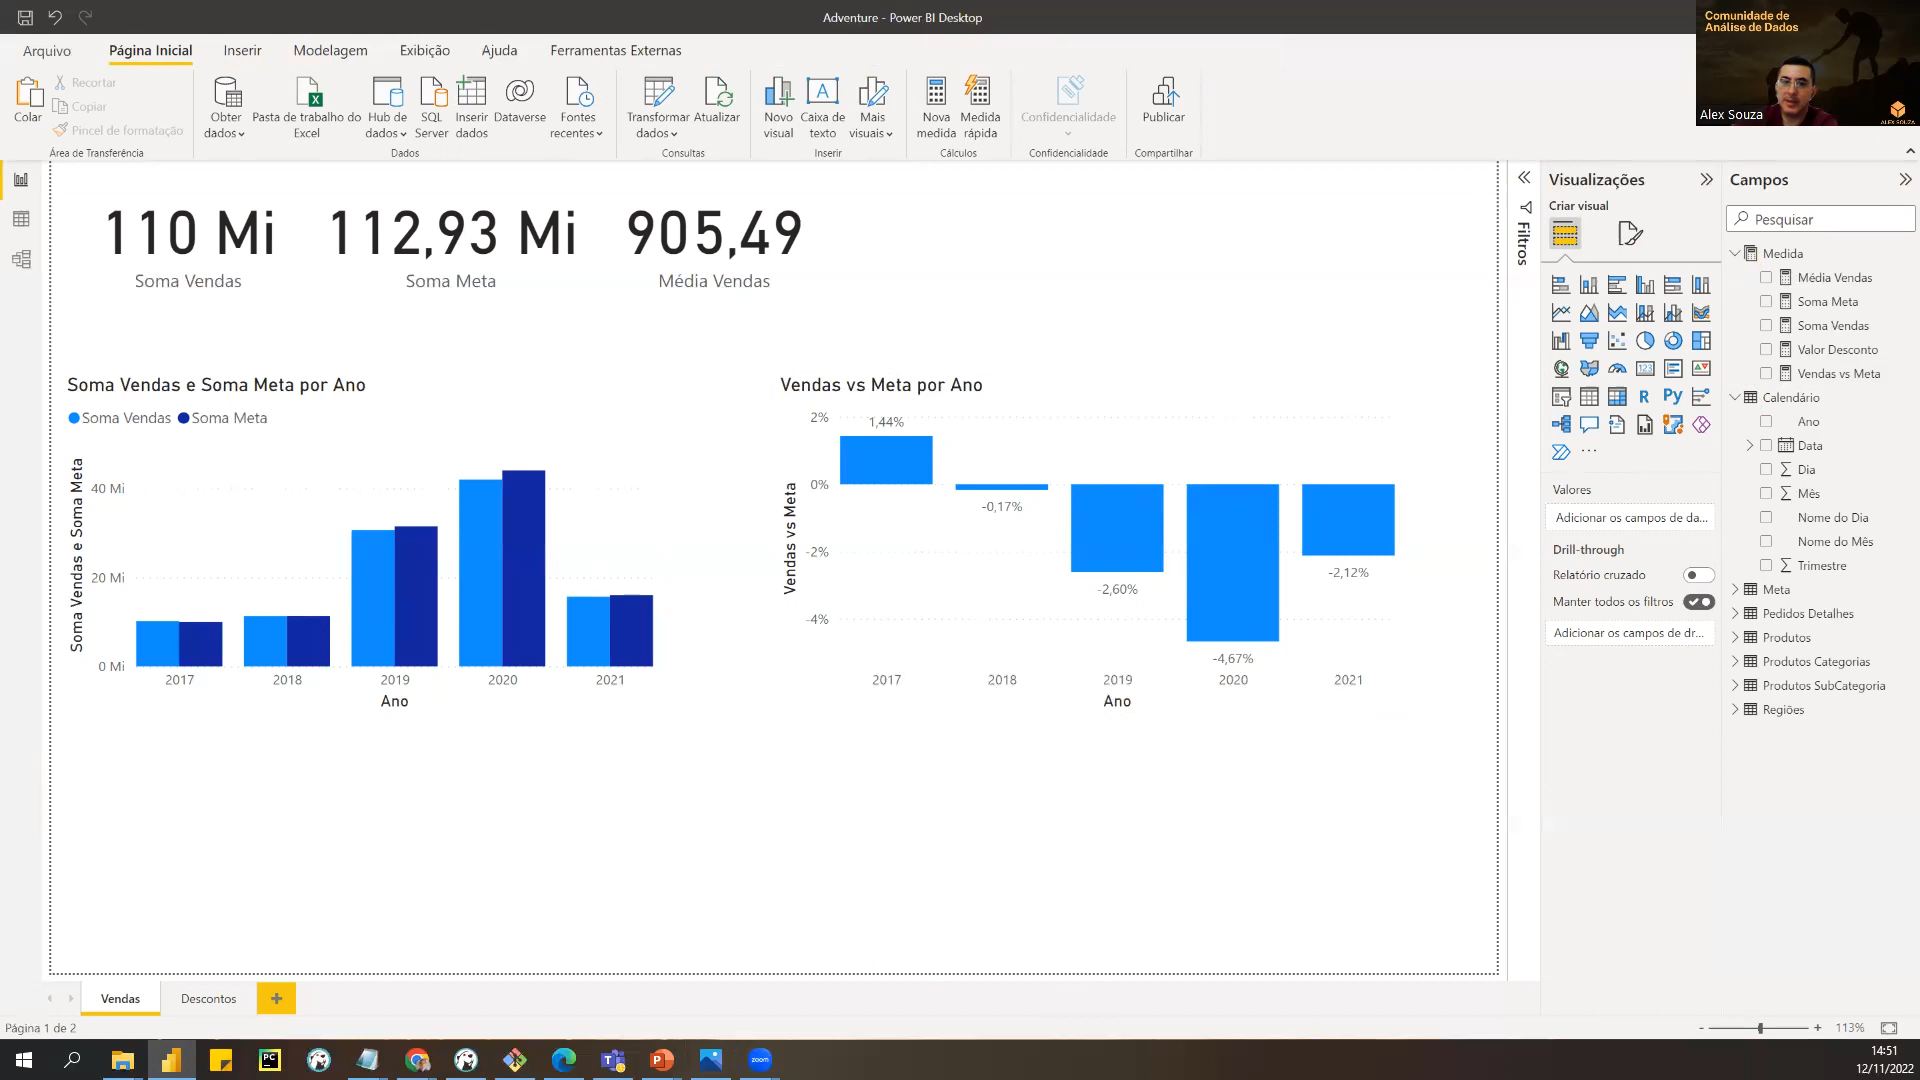 Adventure - Power BI Desktop
Comunidade de
Análise de Dados
Alex Souza
ALEX SOUZA
Arquivo
Página Inicial
Inserir
Modelagem
Exibição
Ajuda
Ferramentas Externas
Colar
Recortar
Copiar
Pincel de formatação
Área de Transferência
Obter dados
Pasta de trabalho do Excel
Hub de dados
SQL Server
Inserir dados
Dataverse
Fontes recentes
Dados
Transformar dados
Atualizar
Consultas
Novo visual
Caixa de texto
Mais visuais
Inserir
Nova medida
Medida rápida
Cálculos
Confidencialidade
Confidencialidade
Publicar
Compartilhar
110 Mi
Soma Vendas
112,93 Mi
Soma Meta
905,49
Média Vendas
Soma Vendas e Soma Meta por Ano
Soma Vendas
Soma Meta
Soma Vendas e Soma Meta
40 Mi
20 Mi
0 Mi
2017
2018
2019
2020
2021
Ano
Vendas vs Meta por Ano
Vendas vs Meta
2%
0%
-2%
-4%
1,44%
-0,17%
-2,60%
-4,67%
-2,12%
2017
2018
2019
2020
2021
Ano
Filtros
Visualizações
Criar visual
123
R
Py
Valores
Adicionar os campos de da...
Drill-through
Relatório cruzado
Manter todos os filtros
Adicionar os campos de dr...
Campos
Pesquisar
Medida
Média Vendas
Soma Meta
Soma Vendas
Valor Desconto
Vendas vs Meta
Calendário
Ano
Data
Dia
Mês
Nome do Dia
Nome do Mês
Trimestre
Meta
Pedidos Detalhes
Produtos
Produtos Categorias
Produtos SubCategoria
Regiões
Vendas
Descontos
Página 1 de 2
113%
PC
zoom
14:51
12/11/2022